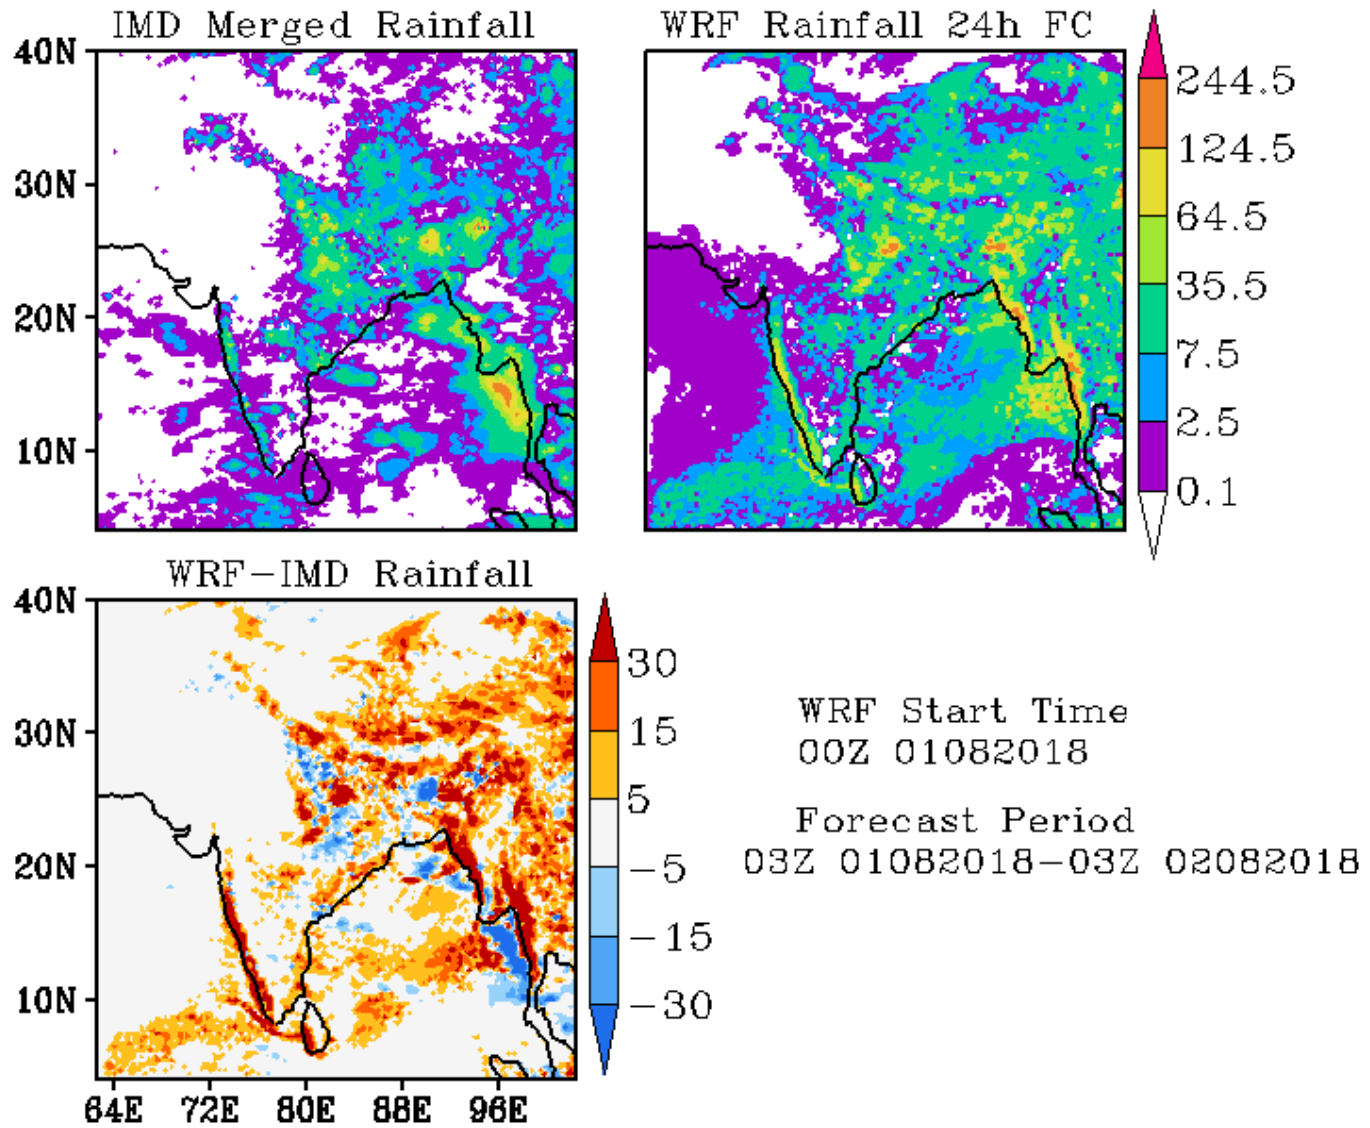 IMD Merged Rainfall
WRF Rainfall 24h FC
40N
30N
20N
10N
244.5
124.5
64.5
35.5
7.5
2.5
0.1
WRF-IMD Rainfall
40N
30N
20N
10N
64E 72E 80E 88E 96E
30
15
5
-5
-15
-30
WRF Start Time
00Z 01082018
Forecast Period
03Z 01082018-03Z 02082018